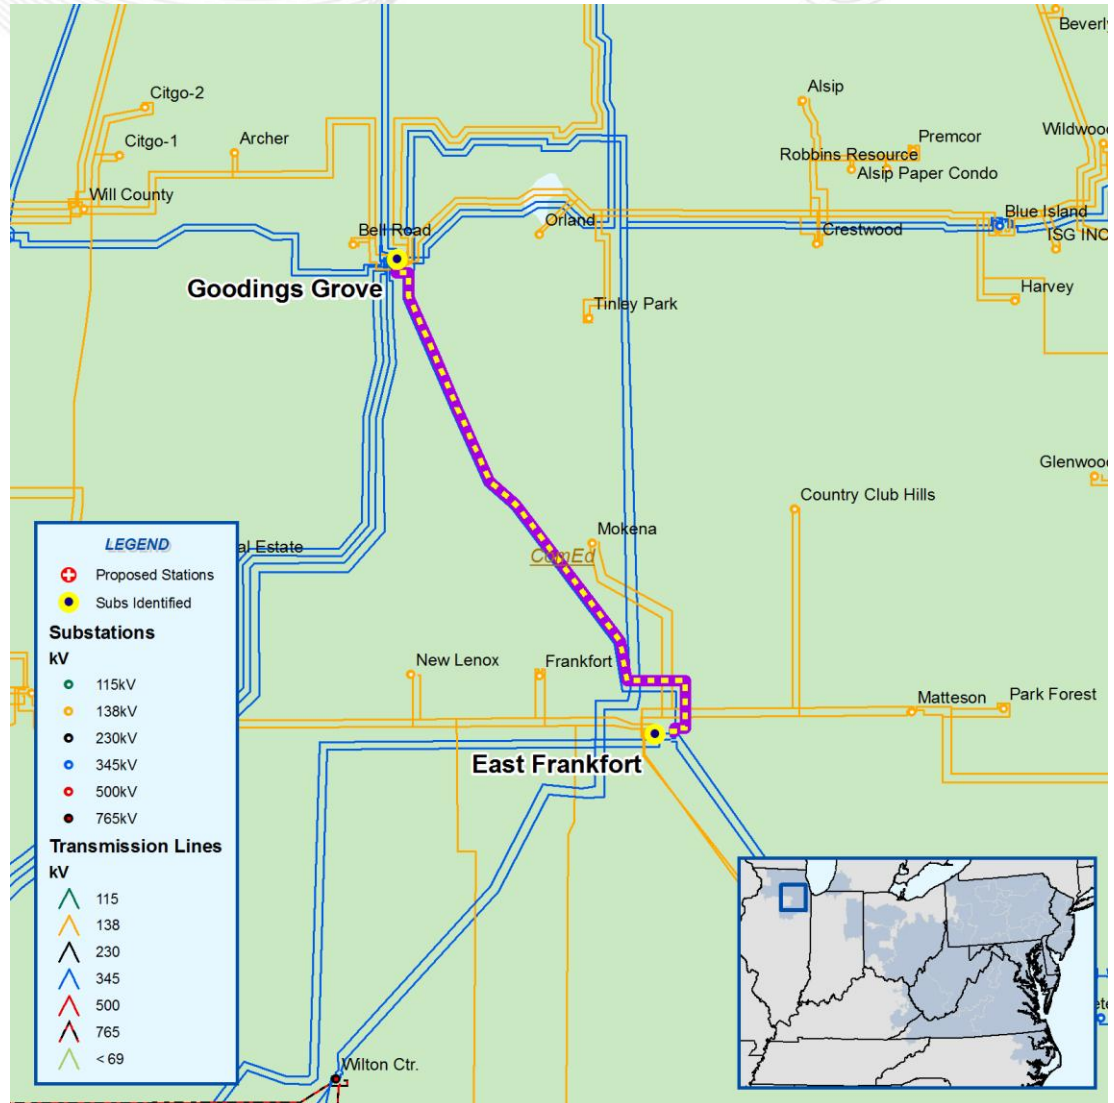 Beverly
Citgo-2
Alsip
Citgo-1
Archer
Premcor
Wildwood
Robbins Resource
Alsip Paper Condo
Will County
Orland
Blue Island
Bell Road
Crestwood
ISG INC
Goodings Grove
Harvey
Tinley Park
Glenwood
Country Club Hills
Mokena
ComEd
al Estate
New Lenox
Frankfort
Matteson
Park Forest
East Frankfort
Wilton Ctr.
LEGEND
Proposed Stations
Subs Identified
Substations
kV
115kV
138kV
230kV
345kV
500kV
765kV
Transmission Lines
kV
115
138
230
345
500
765
< 69